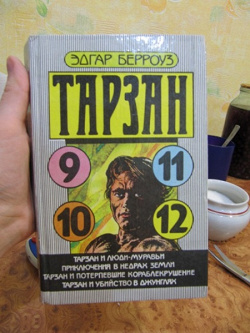 ЭДГАР БЕРРОУЗ
ТАРЗАН
9 11
10 12
ТАРЗАН И ЛЮДИ-МУРАВЬИ
ПРИКЛЮЧЕНИЯ В НЕДРАХ ЗЕМЛИ
ТАРЗАН И ПОТЕРПЕВШИЕ КОРАБЛЕКРУШЕНИЕ
ТАРЗАН И УБИЙСТВО В ДЖУНГЛЯХ